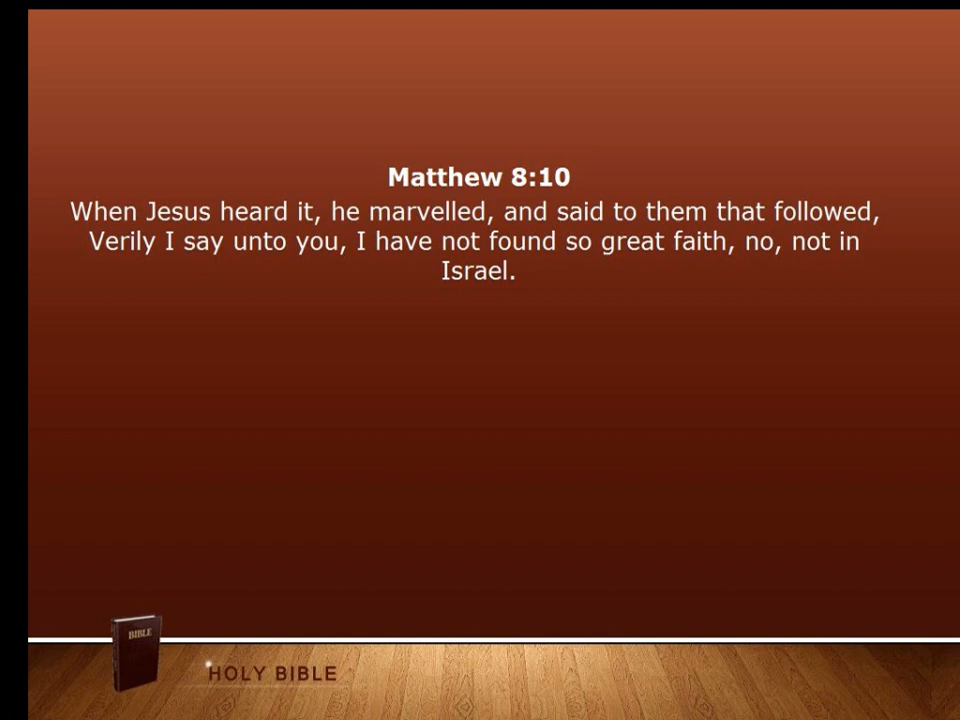 Matthew 8:10
When Jesus heard it, he marvelled, and said to them that followed,
Verily I say unto you, I have not found so great faith, no, not in
Israel.
BIBLE
HOLY BIBLE